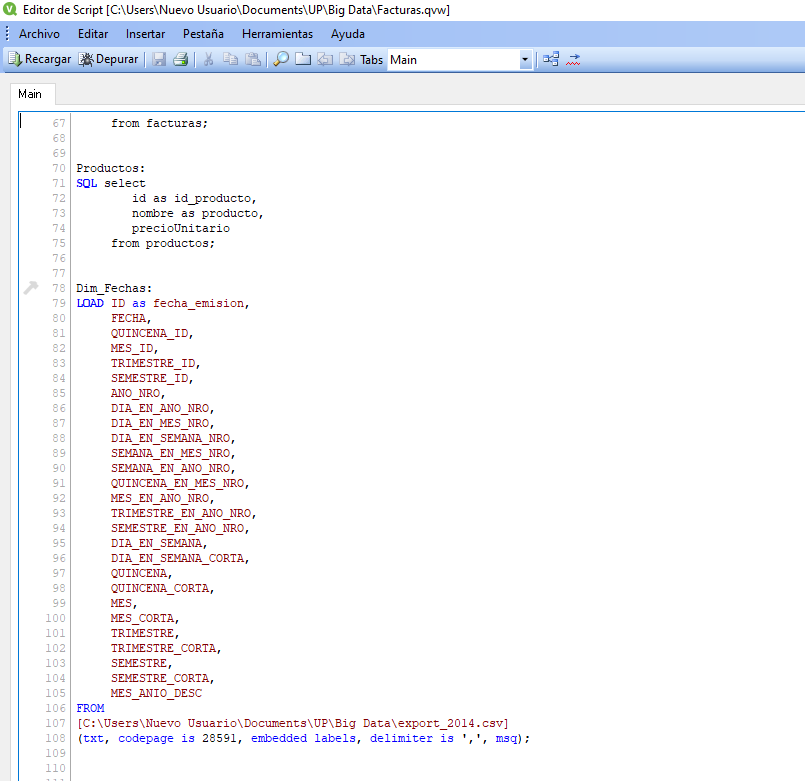 Editor de Script [C:\Users\Nuevo Usuario\Documents\UP\Big Data\Facturas.qvw]
Archivo Editar Insertar Pestaña Herramientas Ayuda
Recargar Depurar Tabs Main
Main
67 from facturas;
68
69
70 Productos:
71 SQL select
72 id as id_producto,
73 nombre as producto,
74 precioUnitario
75 from productos;
76
77
78 Dim_Fechas:
79 LOAD ID as fecha_emision,
80 FECHA,
81 QUINCENA_ID,
82 MES_ID,
83 TRIMESTRE_ID,
84 SEMESTRE_ID,
85 ANO_NRO,
86 DIA_EN_ANO_NRO,
87 DIA_EN_MES_NRO,
88 DIA_EN_SEMANA_NRO,
89 SEMANA_EN_MES_NRO,
90 SEMANA_EN_ANO_NRO,
91 QUINCENA_EN_MES_NRO,
92 MES_EN_ANO_NRO,
93 TRIMESTRE_EN_ANO_NRO,
94 SEMESTRE_EN_ANO_NRO,
95 DIA_EN_SEMANA,
96 DIA_EN_SEMANA_CORTA,
97 QUINCENA,
98 QUINCENA_CORTA,
99 MES,
100 MES_CORTA,
101 TRIMESTRE,
102 TRIMESTRE_CORTA,
103 SEMESTRE,
104 SEMESTRE_CORTA,
105 MES_ANIO_DESC
106 FROM
107 [C:\Users\Nuevo Usuario\Documents\UP\Big Data\export_2014.csv]
108 (txt, codepage is 28591, embedded labels, delimiter is ',', msq);
109
110